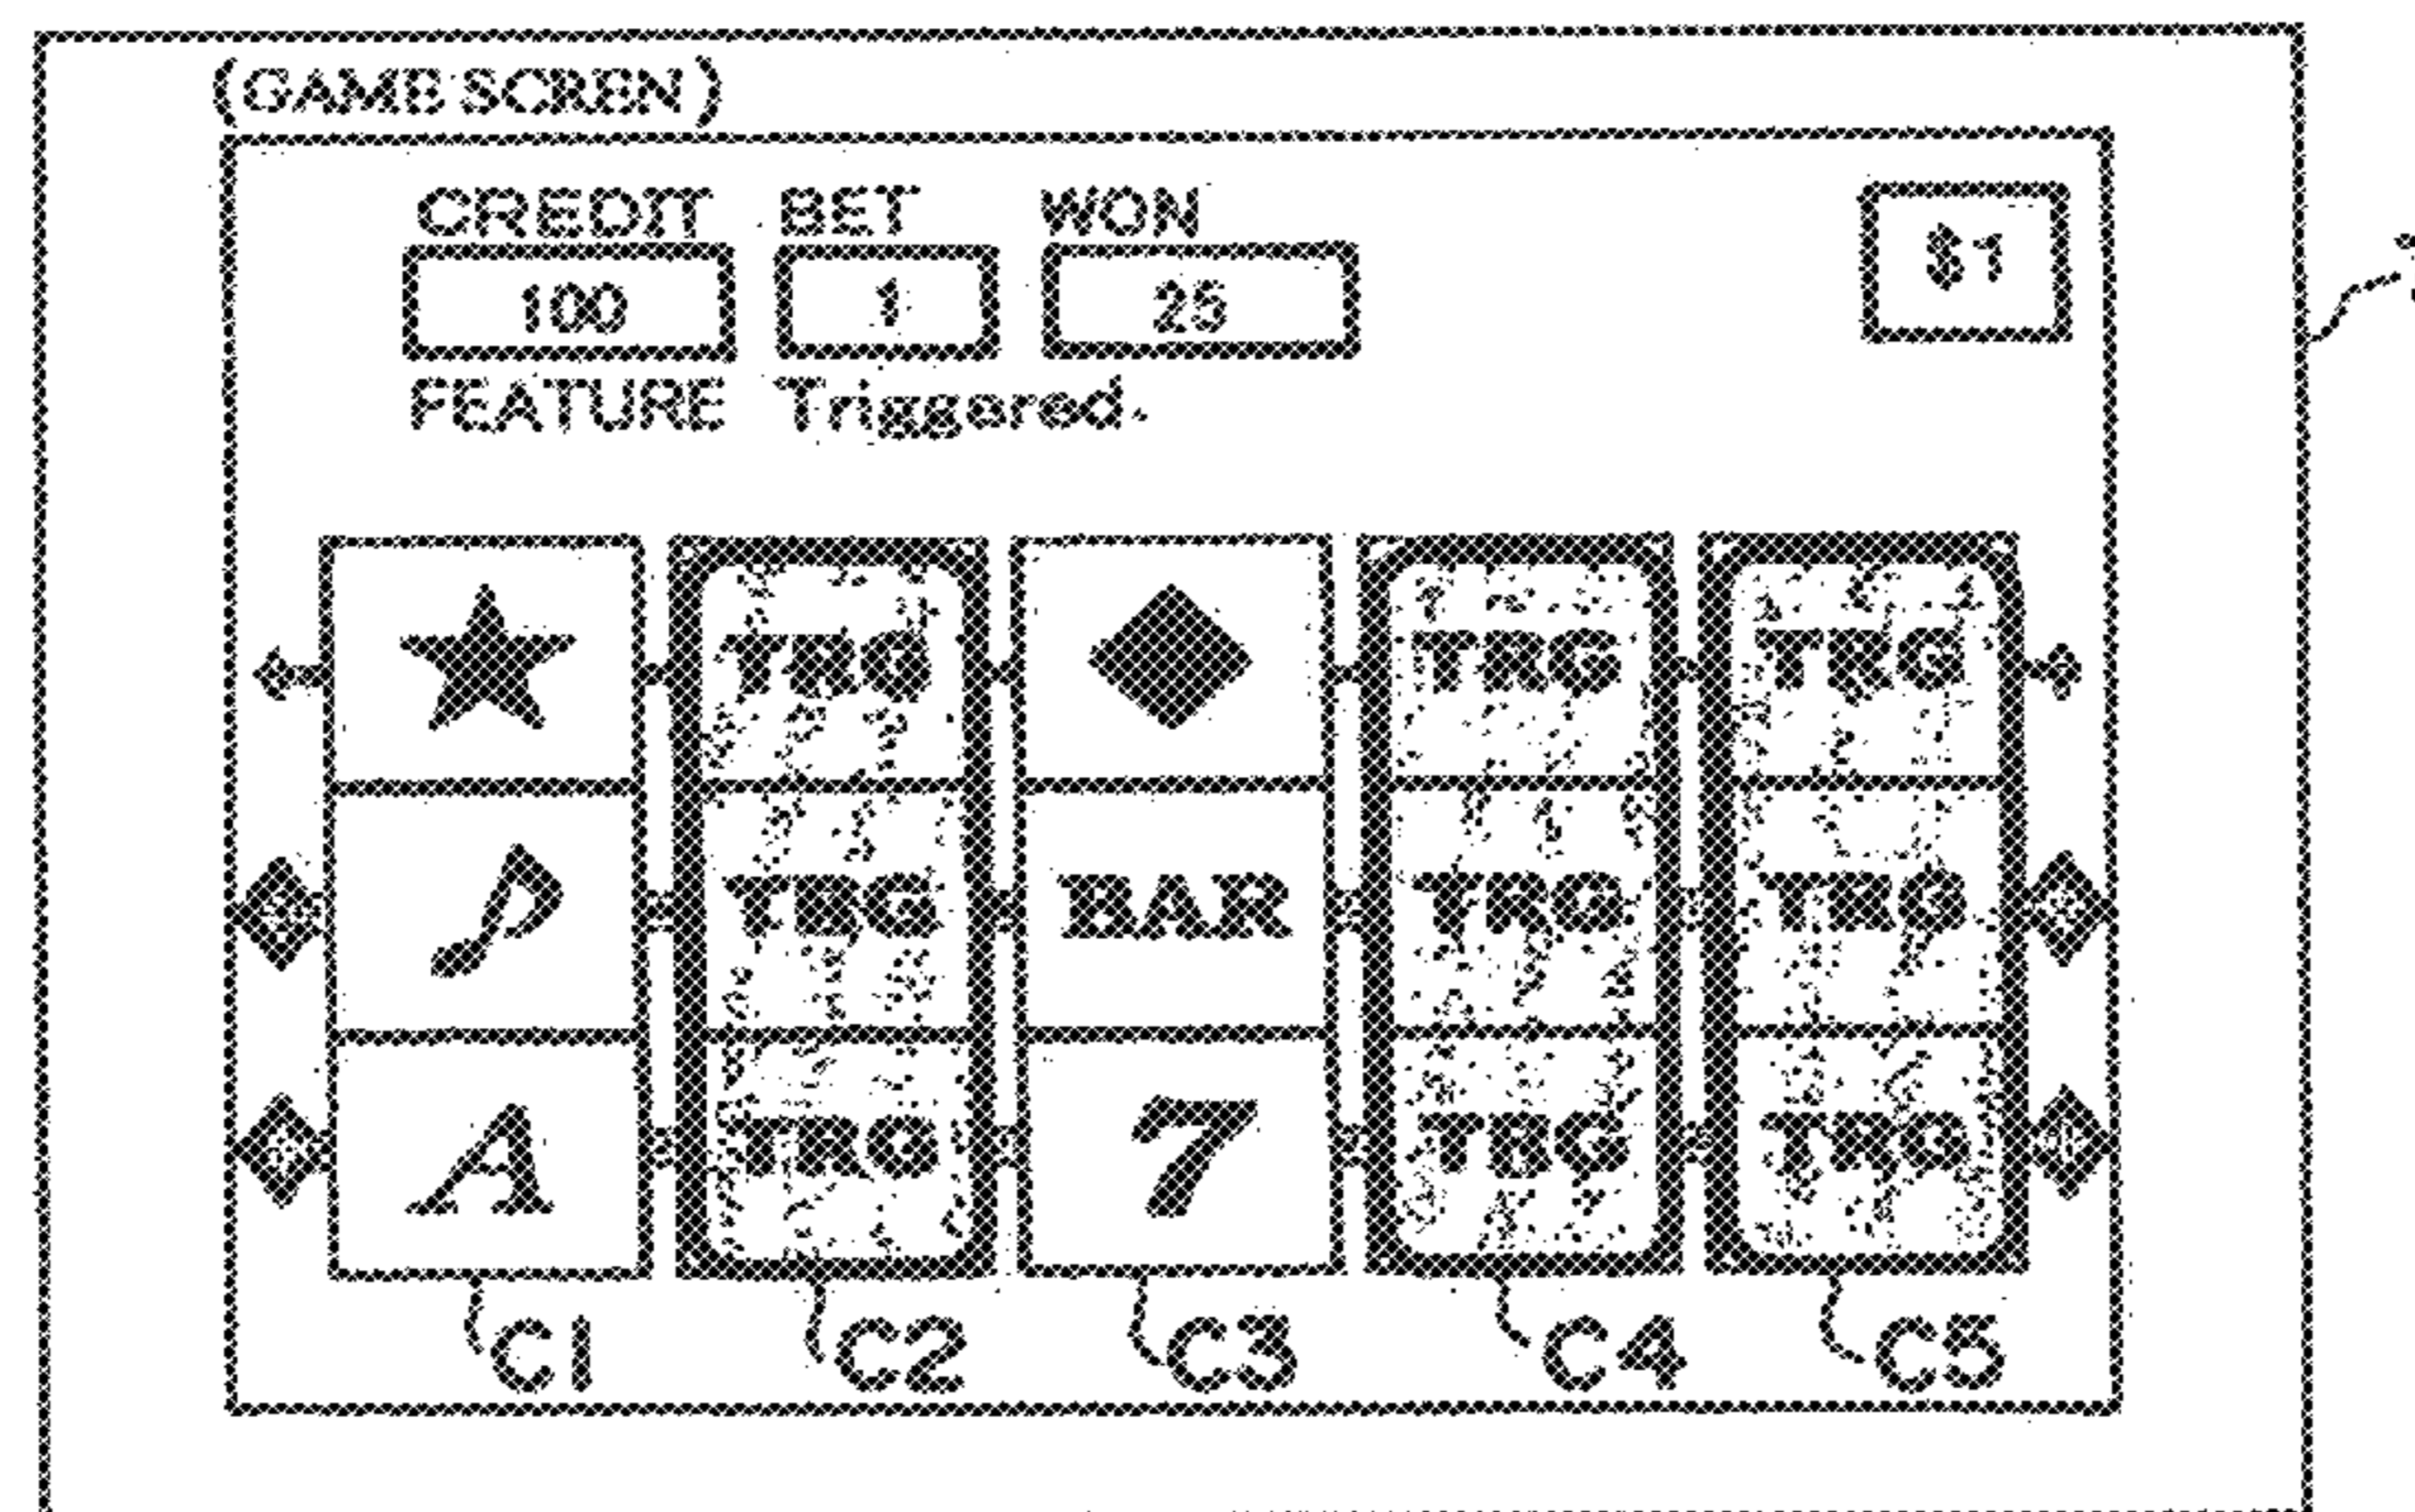 (GAME SCREN)
CREDIT BET WON
$1
100 1 25
FEATURE Triggered.
TRG TRG TRG
TRG BAR TRG TRG
A TRG 7 TRG TRG
C1 C2 C3 C4 C5